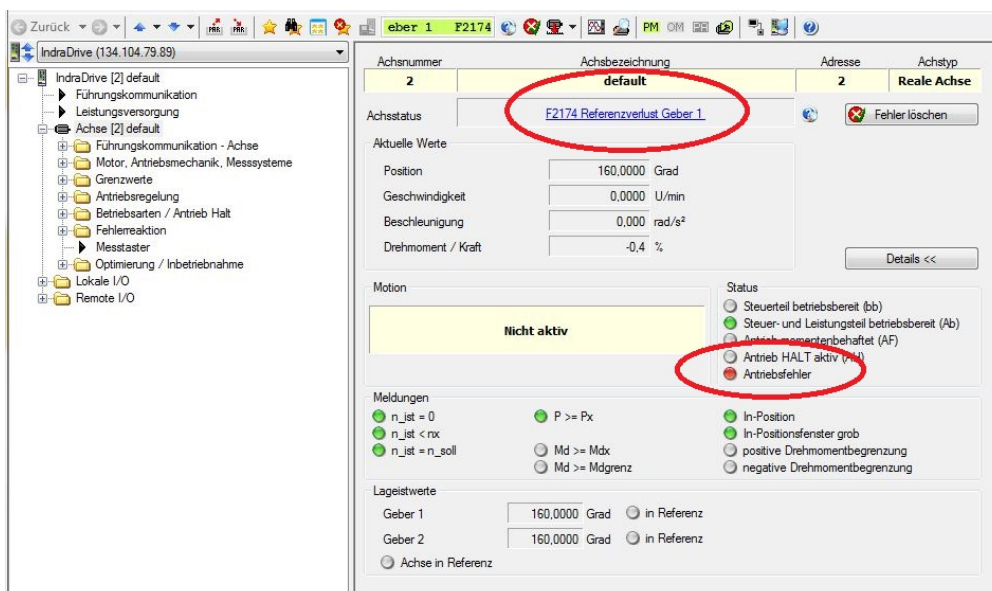 Zurück
eber 1 F2174
PM OM
IndraDrive (134.104.79.89)
IndraDrive [2] default
Führungskommunikation
Leistungsversorgung
Achse [2] default
Führungskommunikation - Achse
Motor, Antriebsmechanik, Messsysteme
Grenzwerte
Antriebsregelung
Betriebsarten / Antrieb Halt
Fehlerreaktion
Messtaster
Optimierung / Inbetriebnahme
Lokale I/O
Remote I/O
Achsnummer Achsbezeichnung Adresse Achstyp
2 default 2 Reale Achse
Achsstatus F2174 Referenzverlust Geber 1 Fehler löschen
Aktuelle Werte
Position 160,0000 Grad
Geschwindigkeit 0,0000 U/min
Beschleunigung 0,000 rad/s²
Drehmoment / Kraft -0,4 %
Details <<
Motion
Nicht aktiv
Status
Steuerteil betriebsbereit (bb)
Steuer- und Leistungsteil betriebsbereit (Ab)
Antrieb momentenbehaftet (AF)
Antrieb HALT aktiv (AH)
Antriebsfehler
Meldungen
n_ist = 0 P >= Px In-Position
n_ist < nx In-Positionsfenster grob
n_ist = n_soll Md >= Mdx positive Drehmomentbegrenzung
Md >= Mdgrenz negative Drehmomentbegrenzung
Lageistwerte
Geber 1 160,0000 Grad in Referenz
Geber 2 160,0000 Grad in Referenz
Achse in Referenz